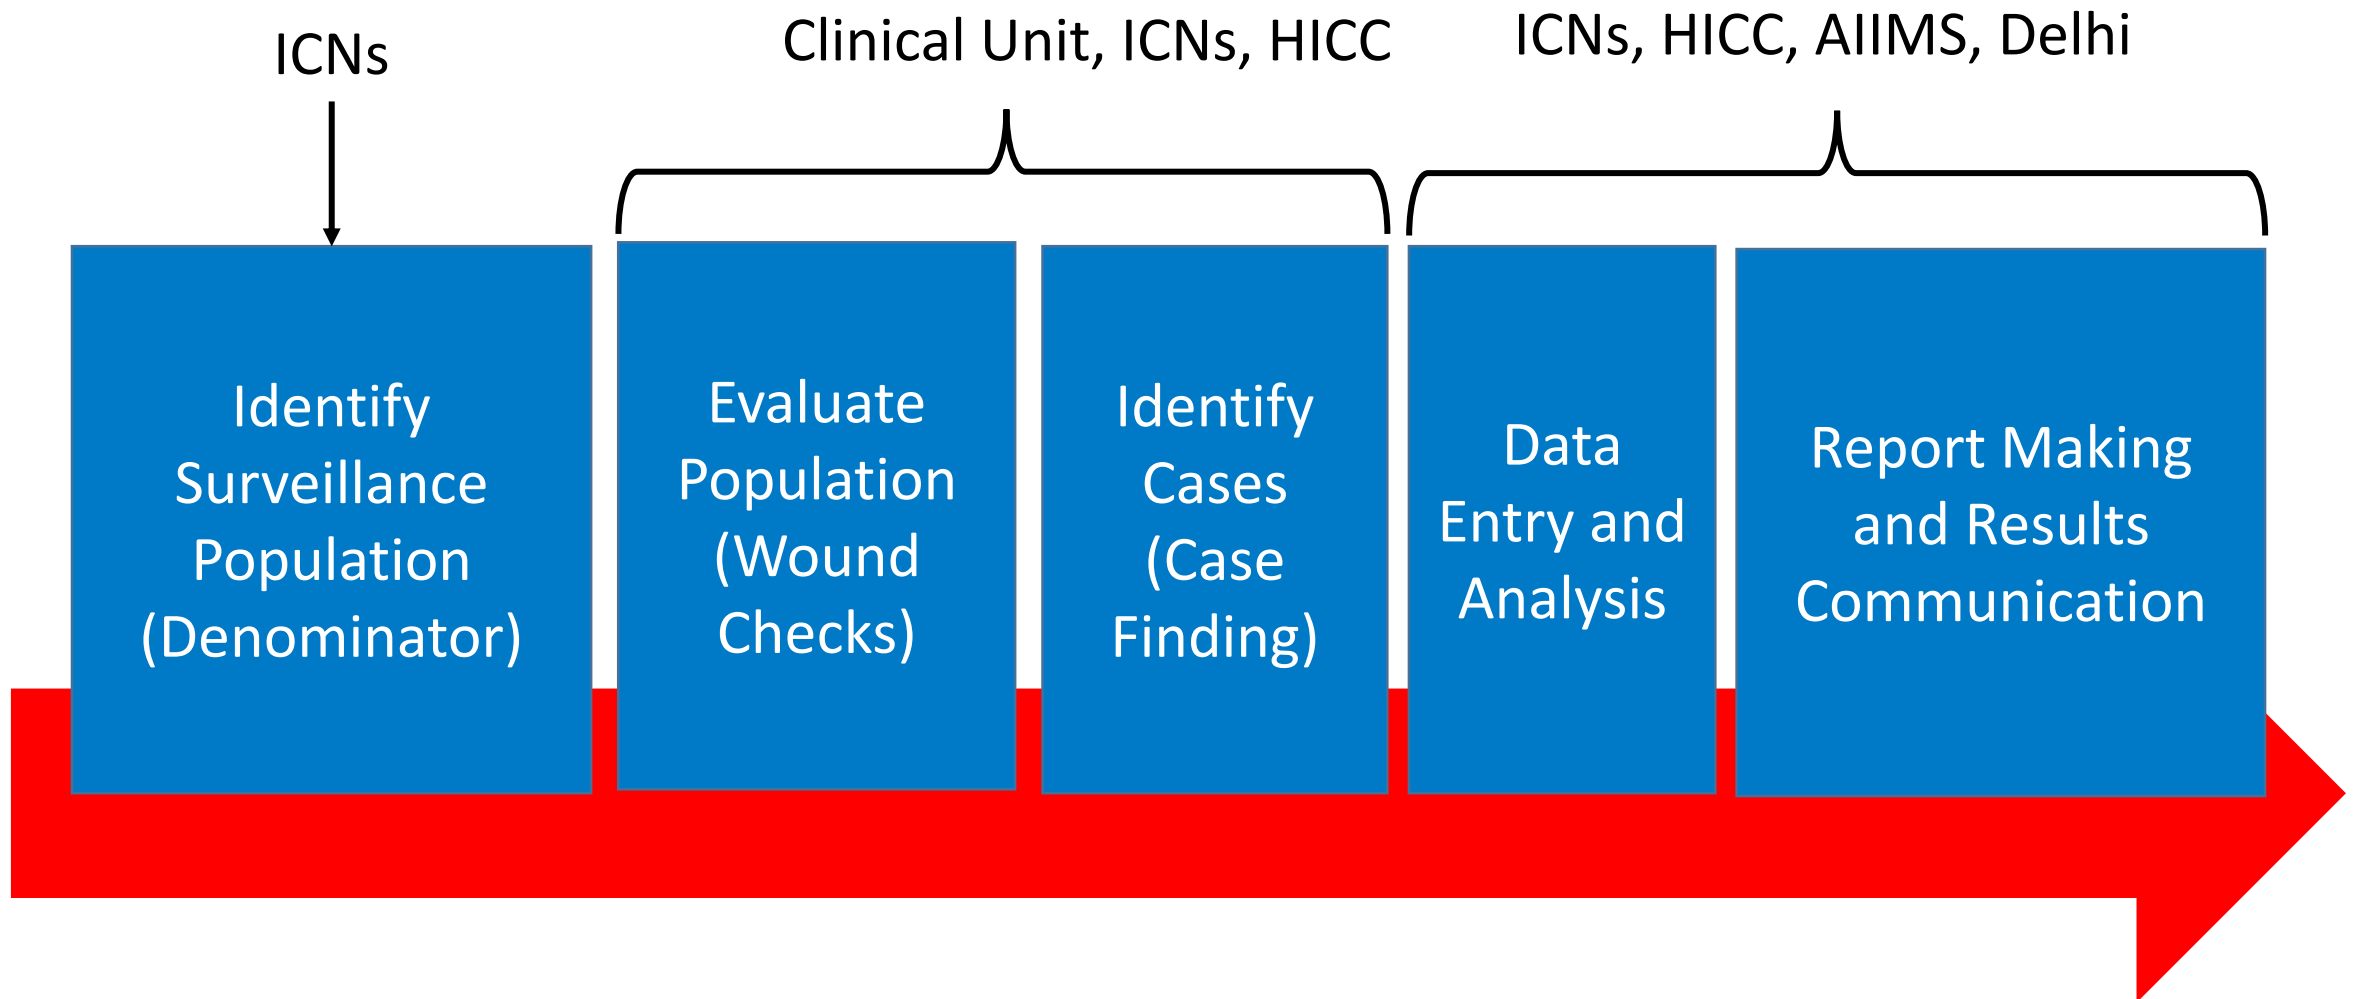 ICNs
Clinical Unit, ICNs, HICC
ICNs, HICC, AIIMS, Delhi
Identify
Surveillance
Population
(Denominator)
Evaluate
Population
(Wound
Checks)
Identify
Cases
(Case
Finding)
Data
Entry and
Analysis
Report Making
and Results
Communication